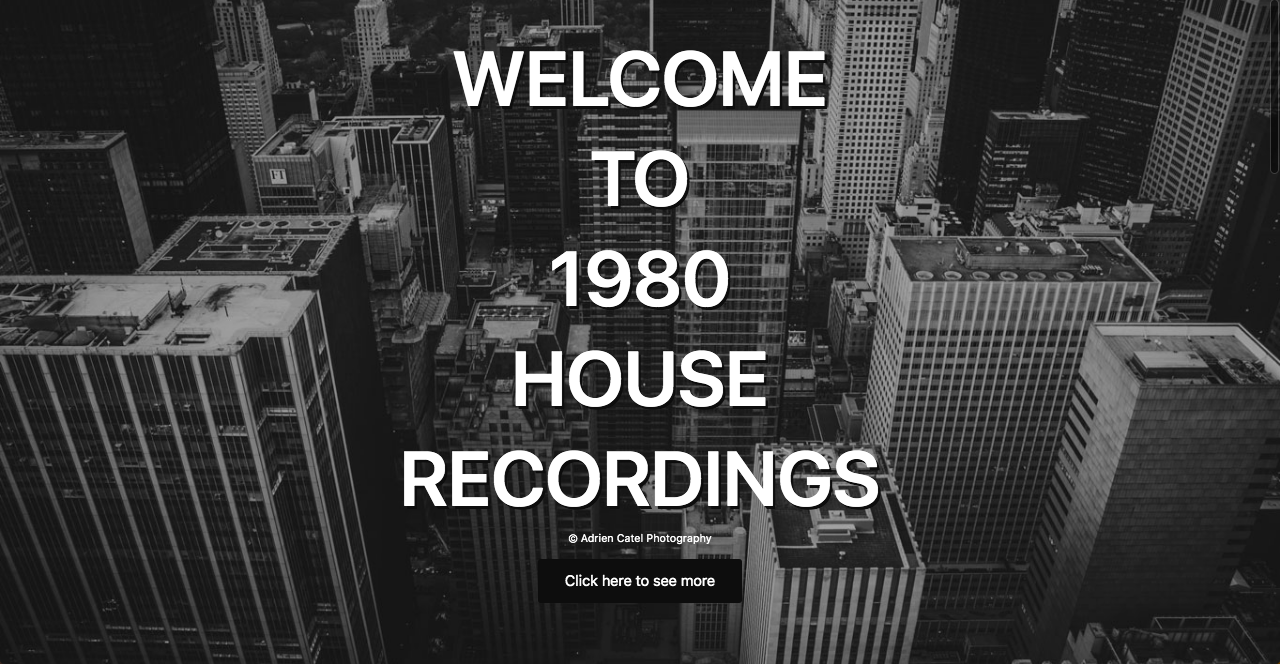 WELCOME
TO
1980
HOUSE
RECORDINGS
© Adrien Catel Photography
Click here to see more